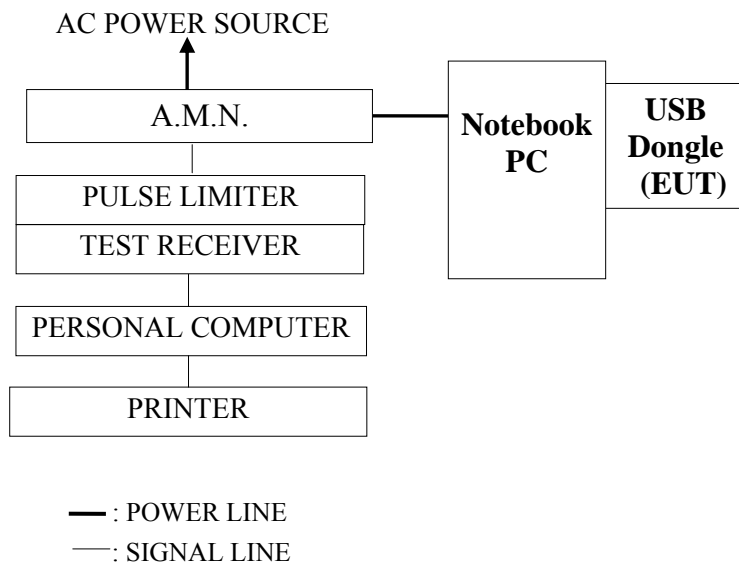 AC POWER SOURCE
A.M.N.
PULSE LIMITER
TEST RECEIVER
PERSONAL COMPUTER
PRINTER
Notebook
PC
USB
Dongle
(EUT)
: POWER LINE
: SIGNAL LINE